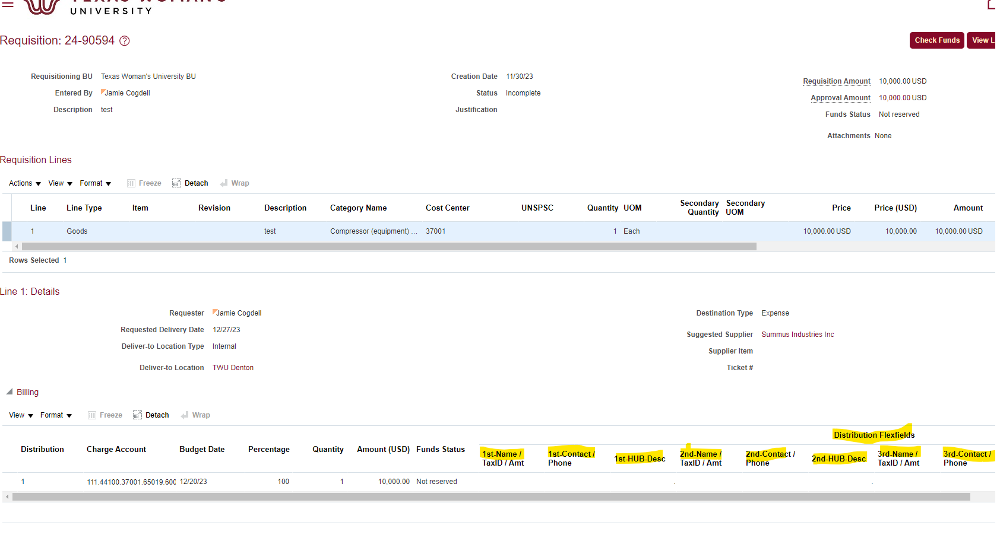 UNIVERSITY
Requisition: 24-90594
Check Funds
View L
Requisitioning BU Texas Woman's University BU
Entered By Jamie Cogdell
Description test
Creation Date 11/30/23
Status Incomplete
Justification
Requisition Amount 10,000.00 USD
Approval Amount 10,000.00 USD
Funds Status Not reserved
Attachments None
Requisition Lines
Actions View Format Freeze Detach Wrap
Line Line Type Item Revision Description Category Name Cost Center UNSPSC Quantity UOM Secondary Quantity Secondary UOM Price Price (USD) Amount
1 Goods test Compressor (equipment) ... 37001 1 Each 10,000.00 USD 10,000.00 10,000.00 USD
Rows Selected 1
Line 1: Details
Requester Jamie Cogdell
Requested Delivery Date 12/27/23
Deliver-to Location Type Internal
Deliver-to Location TWU Denton
Destination Type Expense
Suggested Supplier Summus Industries Inc
Supplier Item
Ticket #
Billing
View Format Freeze Detach Wrap
Distribution Flexfields
Distribution Charge Account Budget Date Percentage Quantity Amount (USD) Funds Status 1st-Name / TaxID / Amt 1st-Contact / Phone 1st-HUB-Desc 2nd-Name / TaxID / Amt 2nd-Contact / Phone 2nd-HUB-Desc 3rd-Name / TaxID / Amt 3rd-Contact / Phone
1 111.44100.37001.65019.600 12/20/23 100 1 10,000.00 Not reserved . .